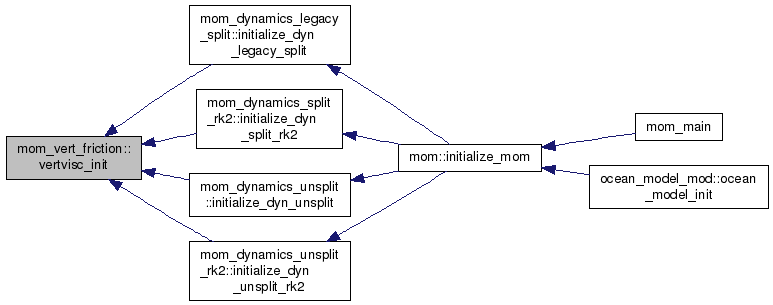 mom_vert_friction::
vertvisc_init
mom_dynamics_legacy
_split::initialize_dyn
_legacy_split
mom_dynamics_split
_rk2::initialize_dyn
_split_rk2
mom_dynamics_unsplit
::initialize_dyn_unsplit
mom_dynamics_unsplit
_rk2::initialize_dyn
_unsplit_rk2
mom::initialize_mom
mom_main
ocean_model_mod::ocean
_model_init